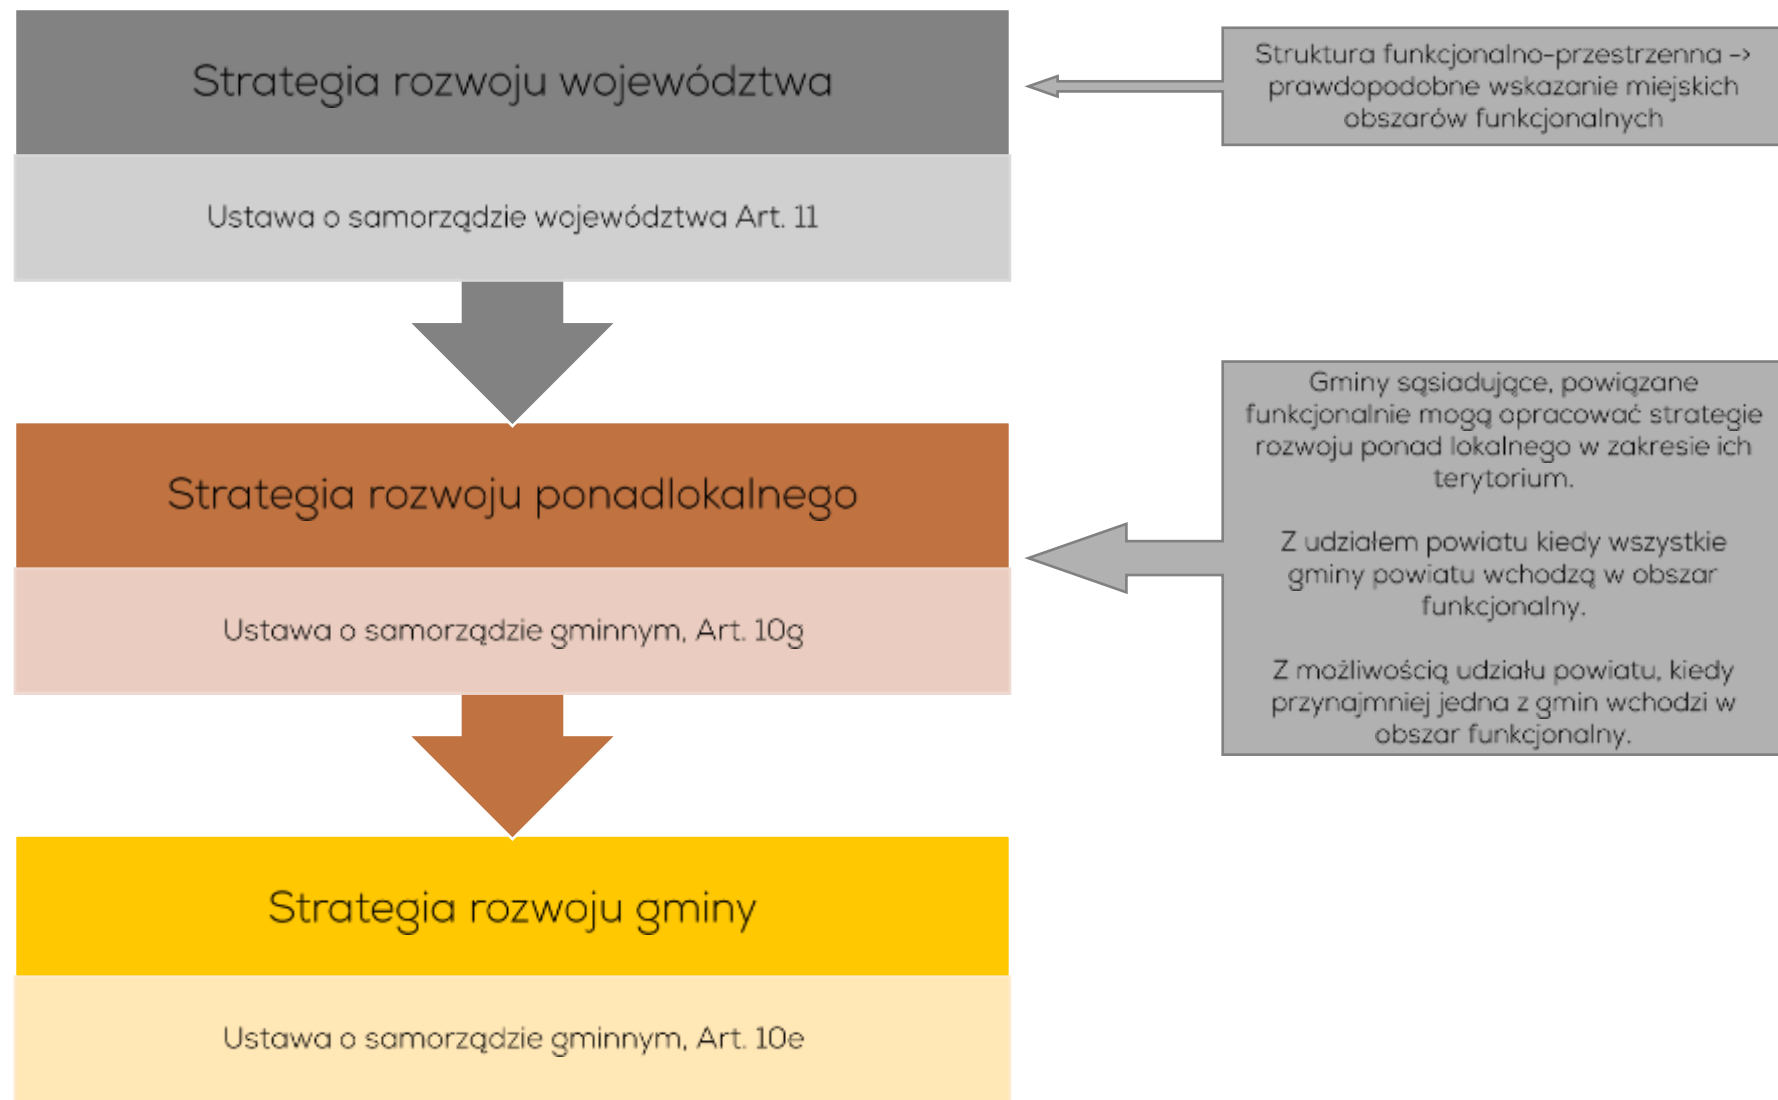 Strategia rozwoju województwa
Ustawa o samorządzie województwa Art. 11
Struktura funkcjonalno-przestrzenna ->
prawdopodobne wskazanie miejskich
obszarów funkcjonalnych
Strategia rozwoju ponadlokalnego
Ustawa o samorządzie gminnym, Art. 10g
Gminy sąsiadujące, powiązane
funkcjonalnie mogą opracować strategie
rozwoju ponad lokalnego w zakresie ich
terytorium.
Z udziałem powiatu kiedy wszystkie
gminy powiatu wchodzą w obszar
funkcjonalny.
Z możliwością udziału powiatu, kiedy
przynajmniej jedna z gmin wchodzi w
obszar funkcjonalny.
Strategia rozwoju gminy
Ustawa o samorządzie gminnym, Art. 10e